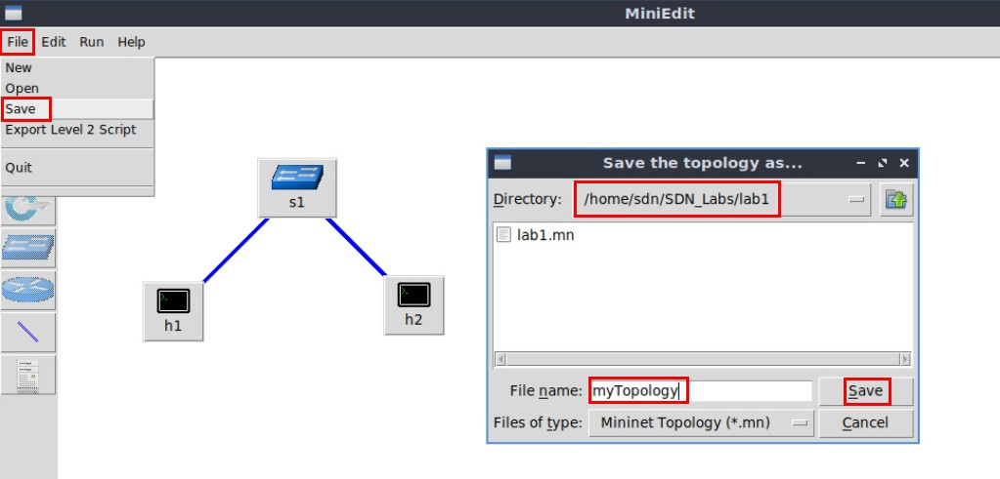 MiniEdit
File Edit Run Help
New
Open
Save
Export Level 2 Script
Quit
s1
h1
h2
Save the topology as...
Directory: /home/sdn/SDN_Labs/lab1
lab1.mn
File name: myTopology Save
Files of type: Mininet Topology (*.mn) Cancel